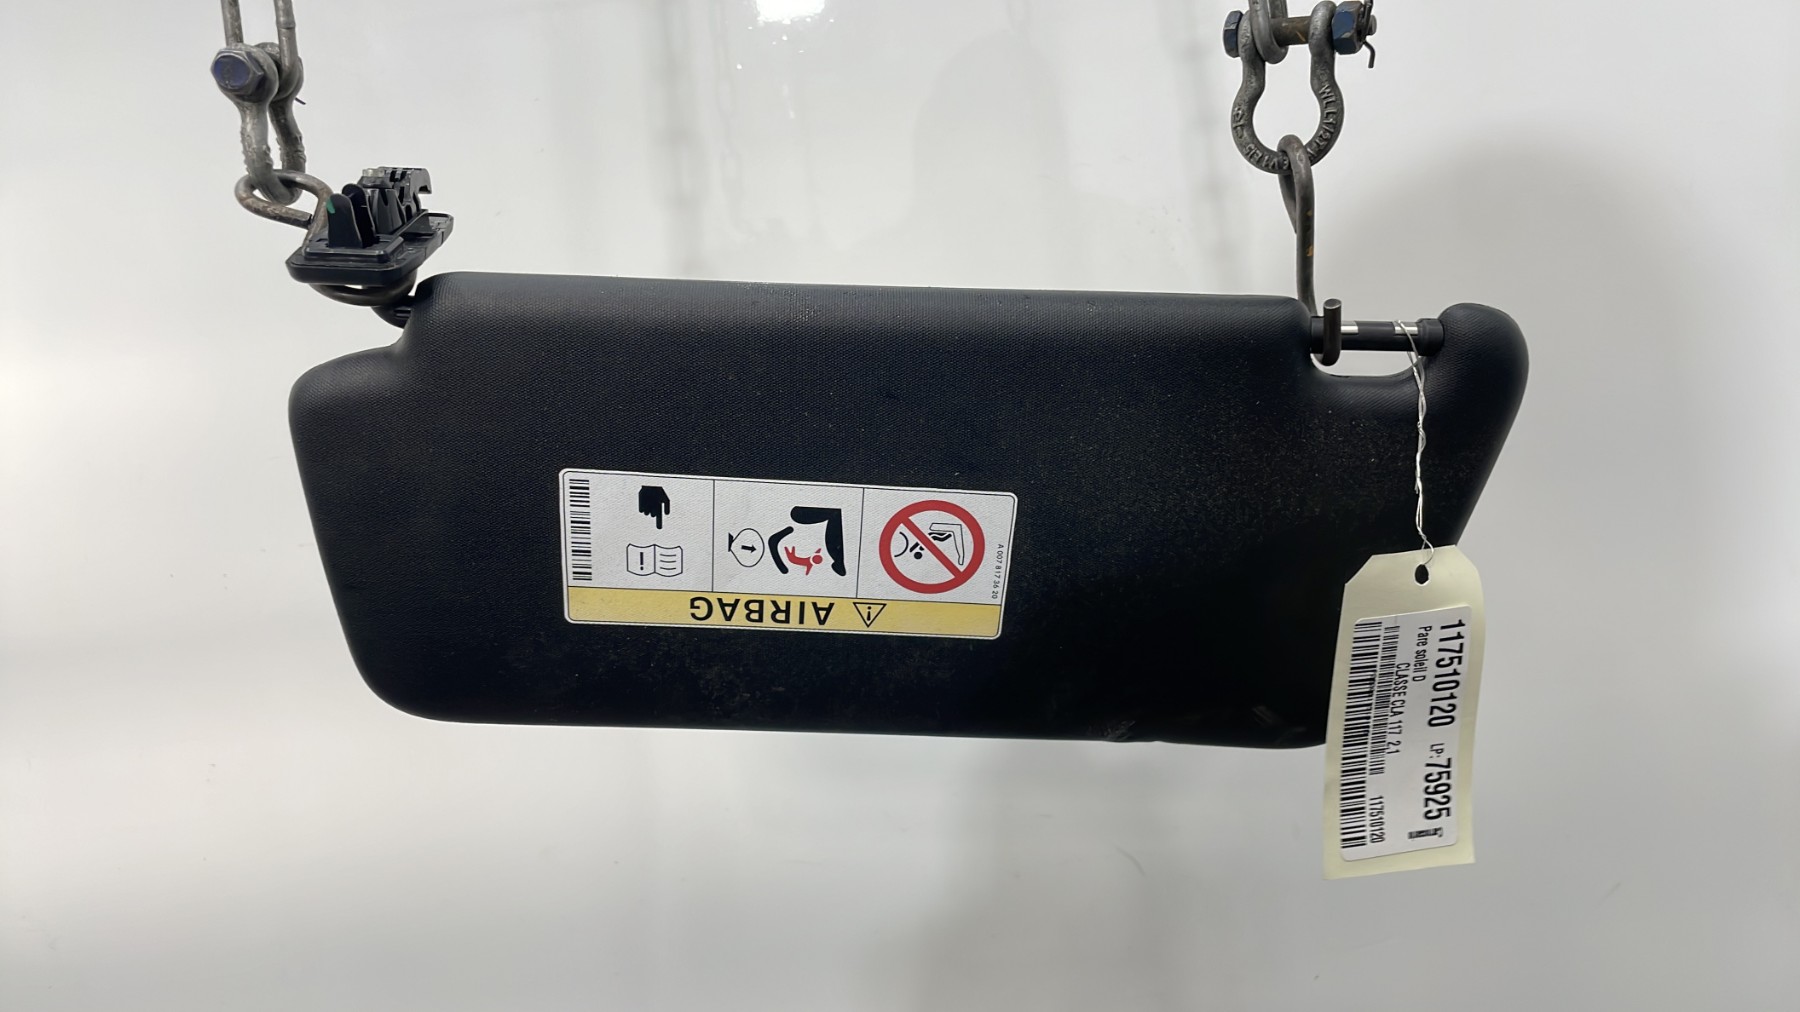 AIRBAG
A 007 817 36 20
117510120 LP: 75925
Pare soleil D
CLASSE CLA 117 2.1
117510120